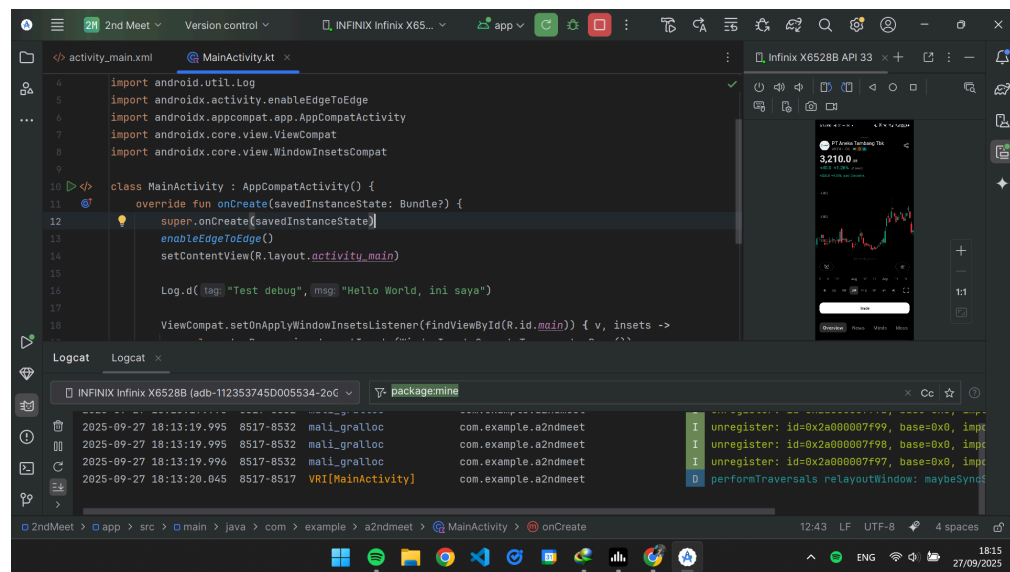 2M 2nd Meet Version control INFINIX Infinix X65... app
activity_main.xml MainActivity.kt Infinix X6528B API 33
4 import android.util.Log
5 import androidx.activity.enableEdgeToEdge
6 import androidx.appcompat.app.AppCompatActivity
7 import androidx.core.view.ViewCompat
8 import androidx.core.view.WindowInsetsCompat
9
10 class MainActivity : AppCompatActivity() {
11 override fun onCreate(savedInstanceState: Bundle?) {
12 super.onCreate(savedInstanceState)
13 enableEdgeToEdge()
14 setContentView(R.layout.activity_main)
15
16 Log.d( tag: "Test debug", msg: "Hello World, ini saya")
17
18 ViewCompat.setOnApplyWindowInsetsListener(findViewById(R.id.main)) { v, insets ->
PT Aneka Tambang Tbk
3,210.0
Overview News Minds More
1:1
Logcat Logcat
INFINIX Infinix X6528B (adb-112353745D005534-2oG package:mine Cc
2025-09-27 18:13:19.995 8517-8532 mali_gralloc com.example.a2ndmeet I unregister: id=0x2a000007f99, base=0x0, impo
2025-09-27 18:13:19.995 8517-8532 mali_gralloc com.example.a2ndmeet I unregister: id=0x2a000007f98, base=0x0, impo
2025-09-27 18:13:19.996 8517-8532 mali_gralloc com.example.a2ndmeet I unregister: id=0x2a000007f97, base=0x0, impo
2025-09-27 18:13:20.045 8517-8517 VRI[MainActivity] com.example.a2ndmeet D performTraversals relayoutWindow: maybeSyncS
2ndMeet > app > src > main > java > com > example > a2ndmeet > MainActivity > onCreate 12:43 LF UTF-8 4 spaces
ENG 18:15
27/09/2025